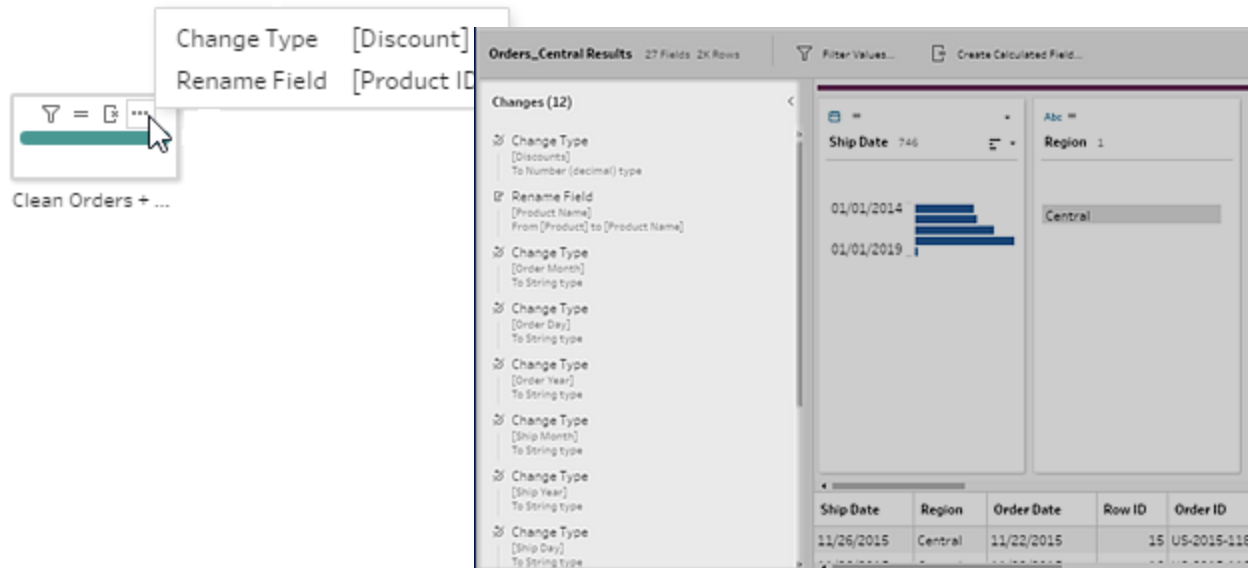 Change Type [Discount]
Rename Field [Product ID
Clean Orders + ...
Orders_Central Results 27 Fields 2K Rows
Filter Values...
Create Calculated Field...
Changes (12)
Change Type
[Discounts]
To Number (decimal) type
Rename Field
[Product Name]
From [Product] to [Product Name]
Change Type
[Order Month]
To String type
Change Type
[Order Day]
To String type
Change Type
[Order Year]
To String type
Change Type
[Ship Month]
To String type
Change Type
[Ship Year]
To String type
Change Type
[Ship Day]
To String type
Ship Date 746
01/01/2014
01/01/2019
Abc
Region 1
Central
Ship Date Region Order Date Row ID Order ID
11/26/2015 Central 11/22/2015 15 US-2015-118